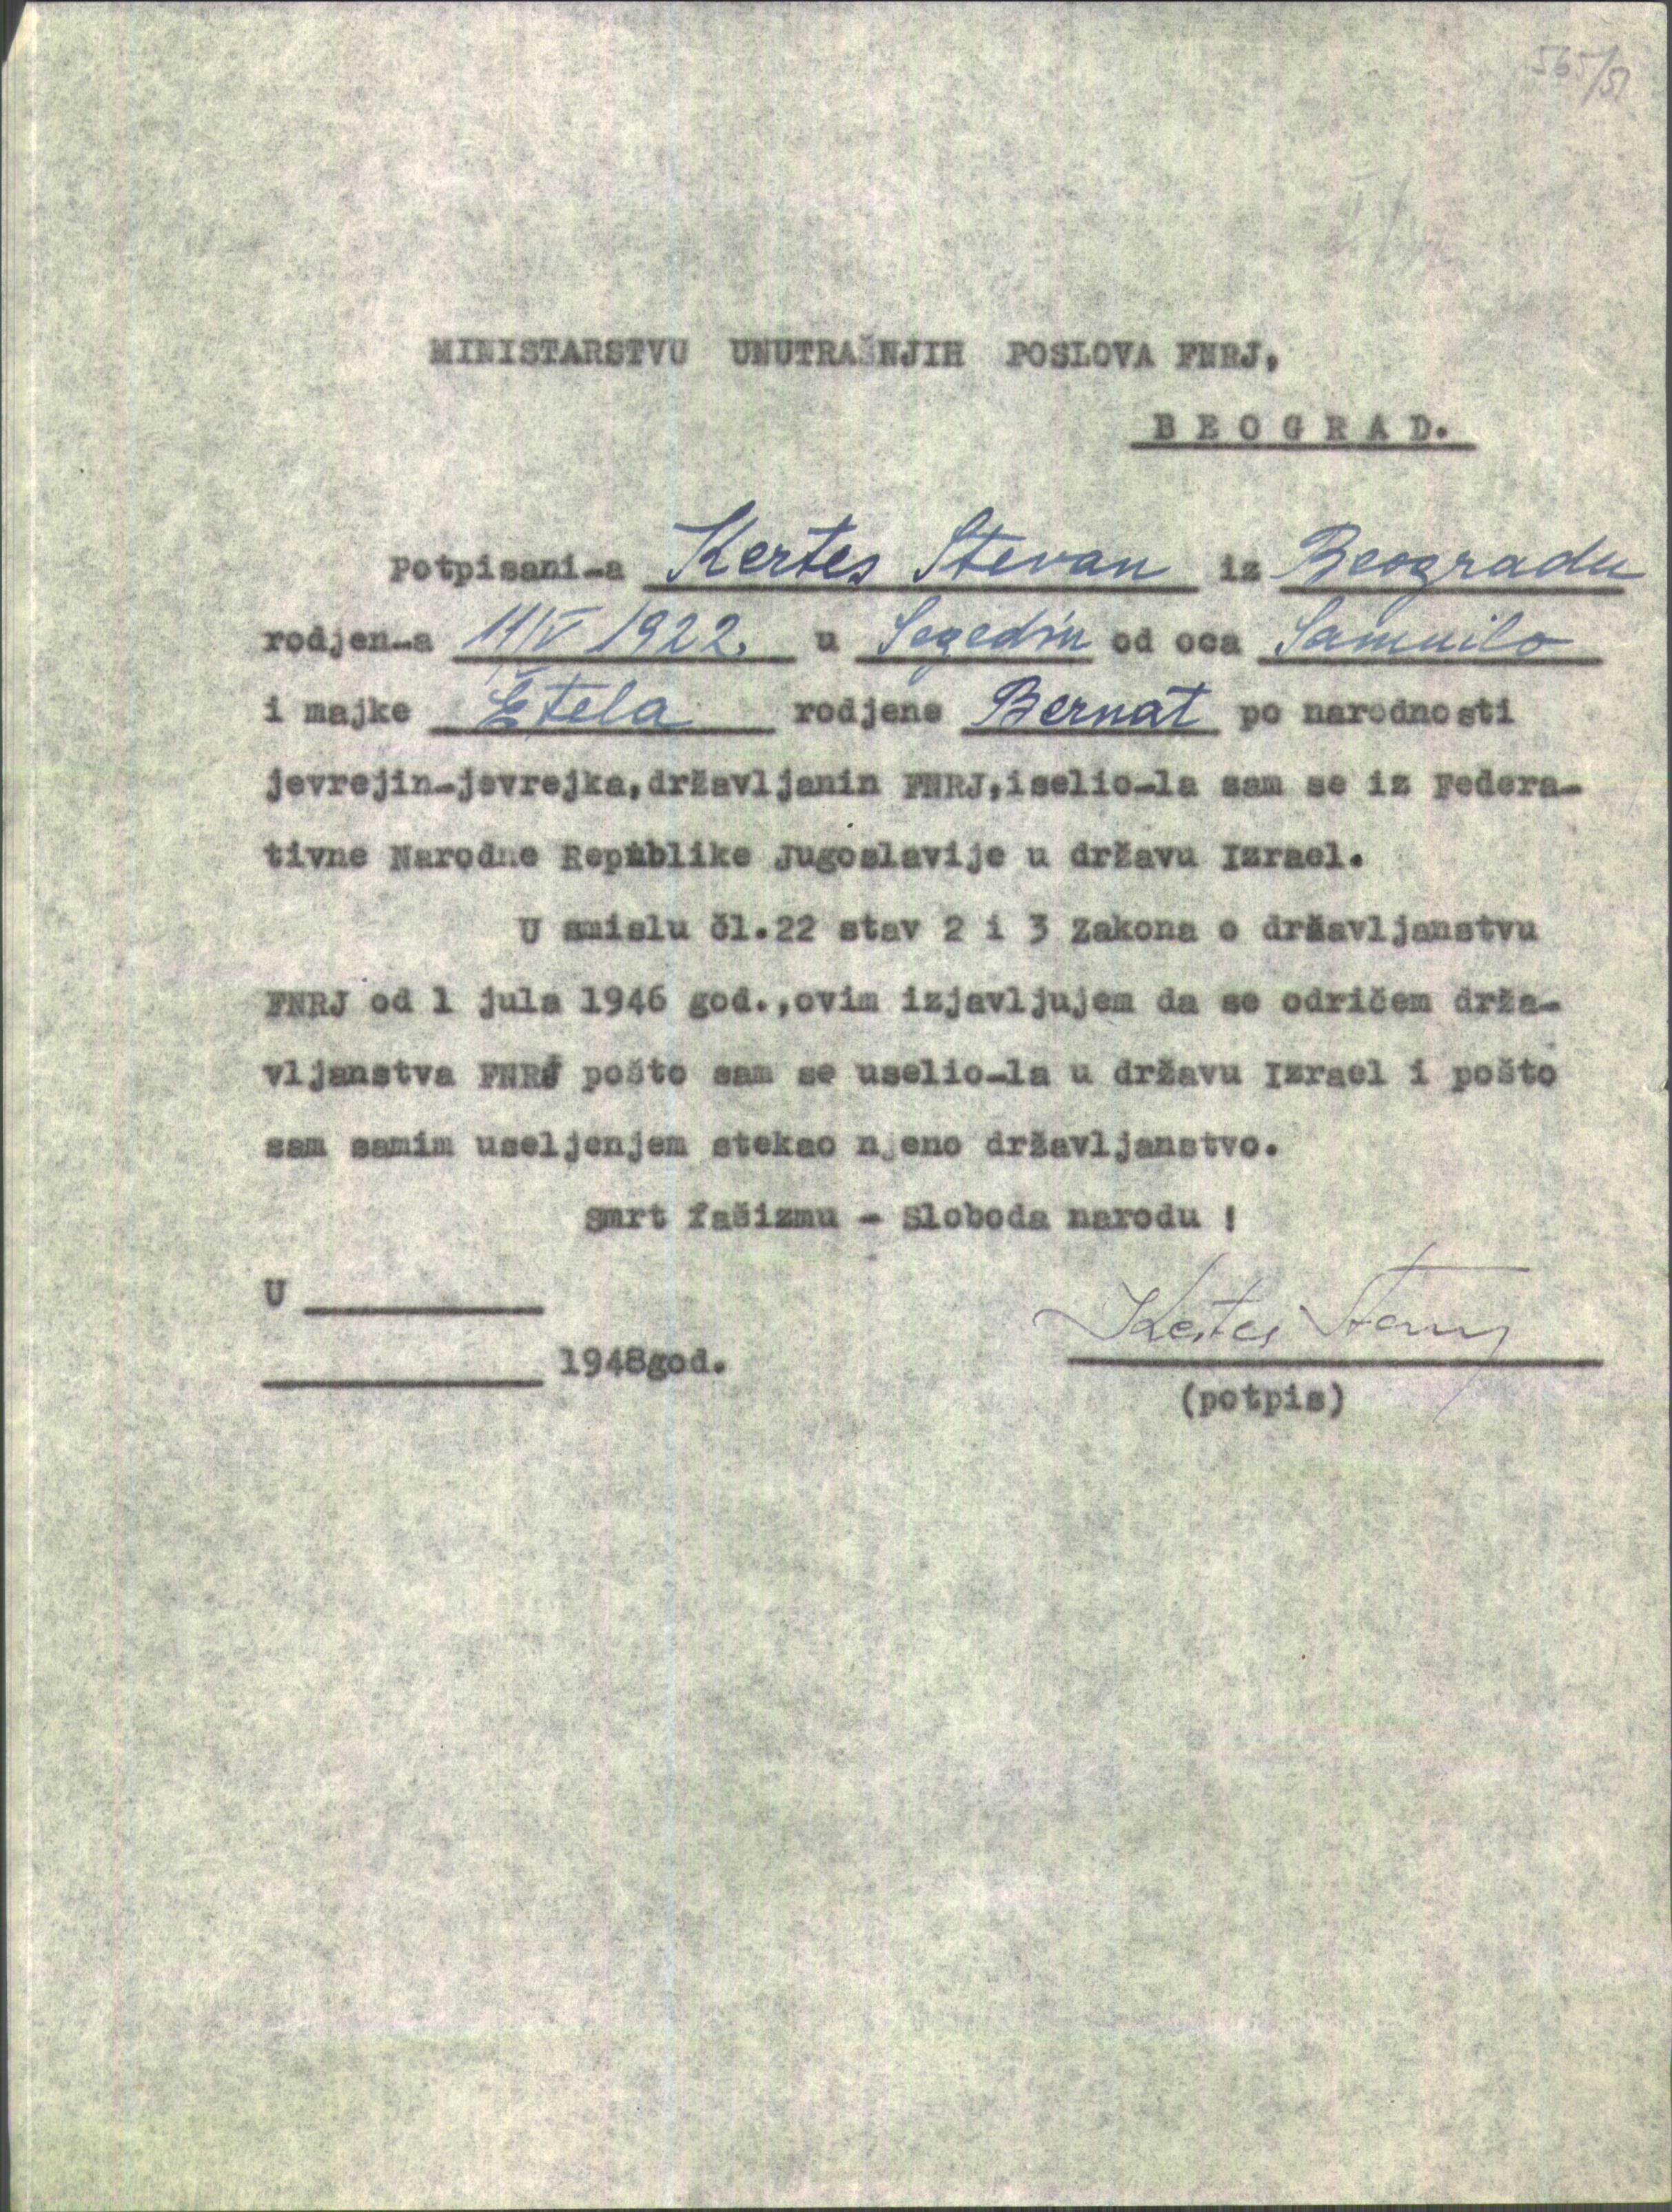 565/51
MINISTARSTVU UNUTRAŠNJIH POSLOVA FNRJ,
BEOGRAD.
Potpisani-a Kertes Stevan iz Beogradu
rodjen-a 11/V 1922. u Segedin od oca Samuilo
i majke Etela rodjene Bernat po narodnosti
jevrejin-jevrejka,državljanin FNRJ,iselio-la sam se iz Federa-
tivne Narodne Republike Jugoslavije u državu Izrael.
U smislu čl.22 stav 2 i 3 Zakona o državljanstvu
FNRJ od 1 jula 1946 god.,ovim izjavljujem da se odričem drža-
vljanstva FNRJ pošto sam se uselio-la u državu Izrael i pošto
sam samim useljenjem stekao njeno državljanstvo.
Smrt fašizmu - Sloboda narodu !
U
1948god.
Kertes Stevan
(potpis)